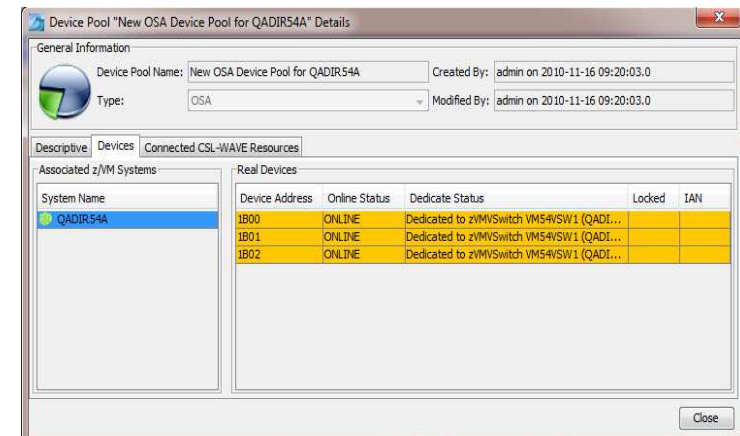 Device Pool "New OSA Device Pool for QADIR54A" Details
General Information
Device Pool Name: New OSA Device Pool for QADIR54A Created By: admin on 2010-11-16 09:20:03.0
Type: OSA Modified By: admin on 2010-11-16 09:20:03.0
Descriptive Devices Connected CSL-WAVE Resources
Associated z/VM Systems Real Devices
System Name Device Address Online Status Dedicate Status Locked IAN
QADIR54A 1B00 ONLINE Dedicated to zVMVSwitch VM54VSW1 (QADI...
1B01 ONLINE Dedicated to zVMVSwitch VM54VSW1 (QADI...
1B02 ONLINE Dedicated to zVMVSwitch VM54VSW1 (QADI...
Close